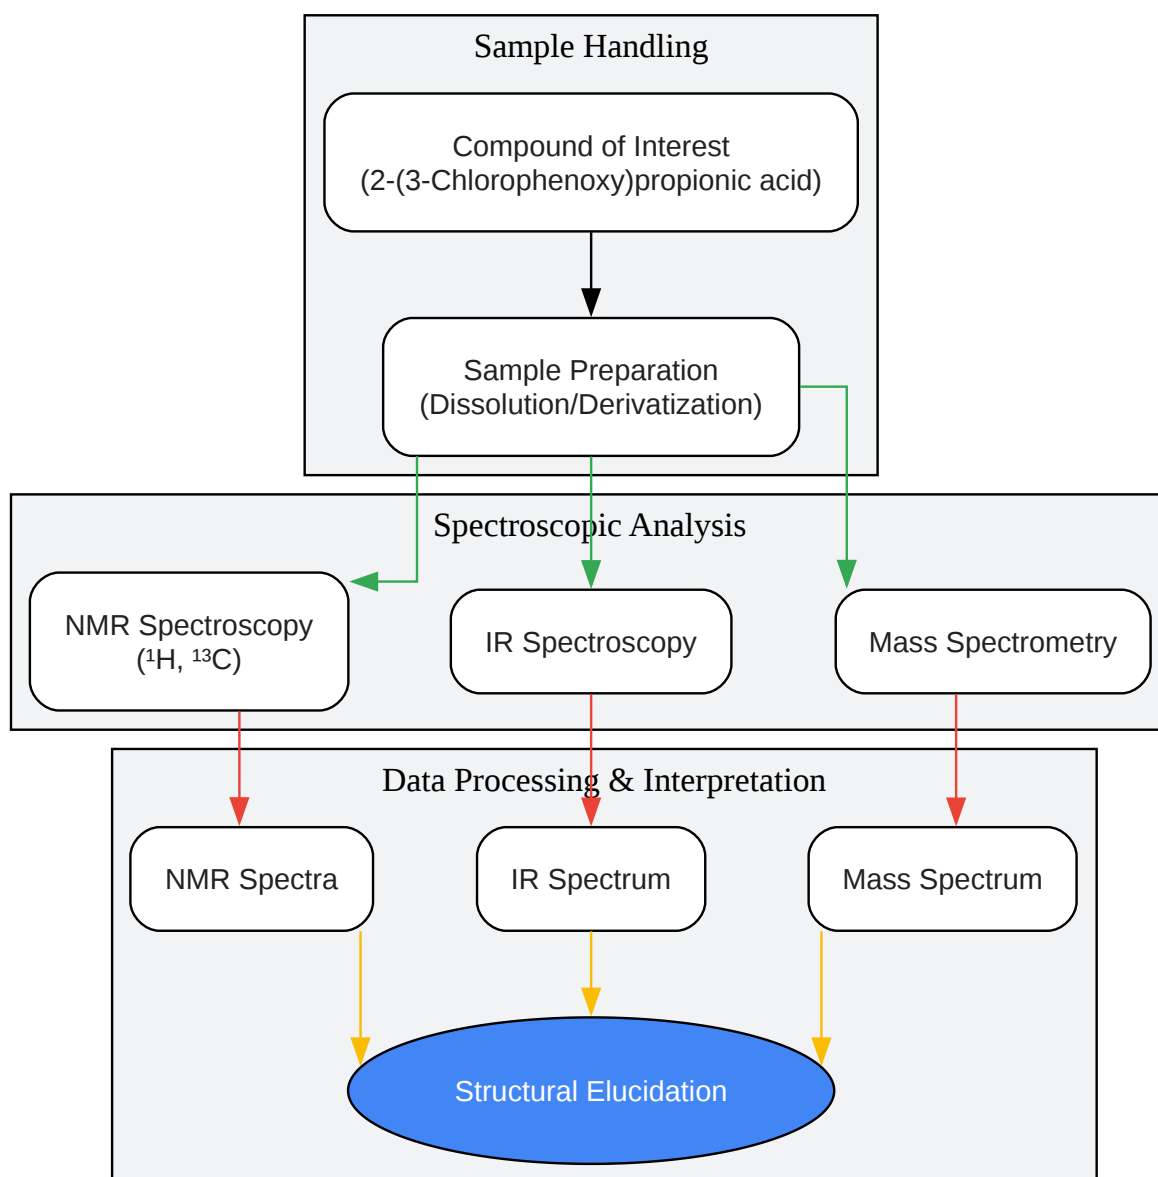 Sample Handling
Compound of Interest
(2-(3-Chlorophenoxy)propionic acid)
Sample Preparation
(Dissolution/Derivatization)
Spectroscopic Analysis
NMR Spectroscopy
(¹H, ¹³C)
IR Spectroscopy
Mass Spectrometry
Data Processing & Interpretation
NMR Spectra
IR Spectrum
Mass Spectrum
Structural Elucidation